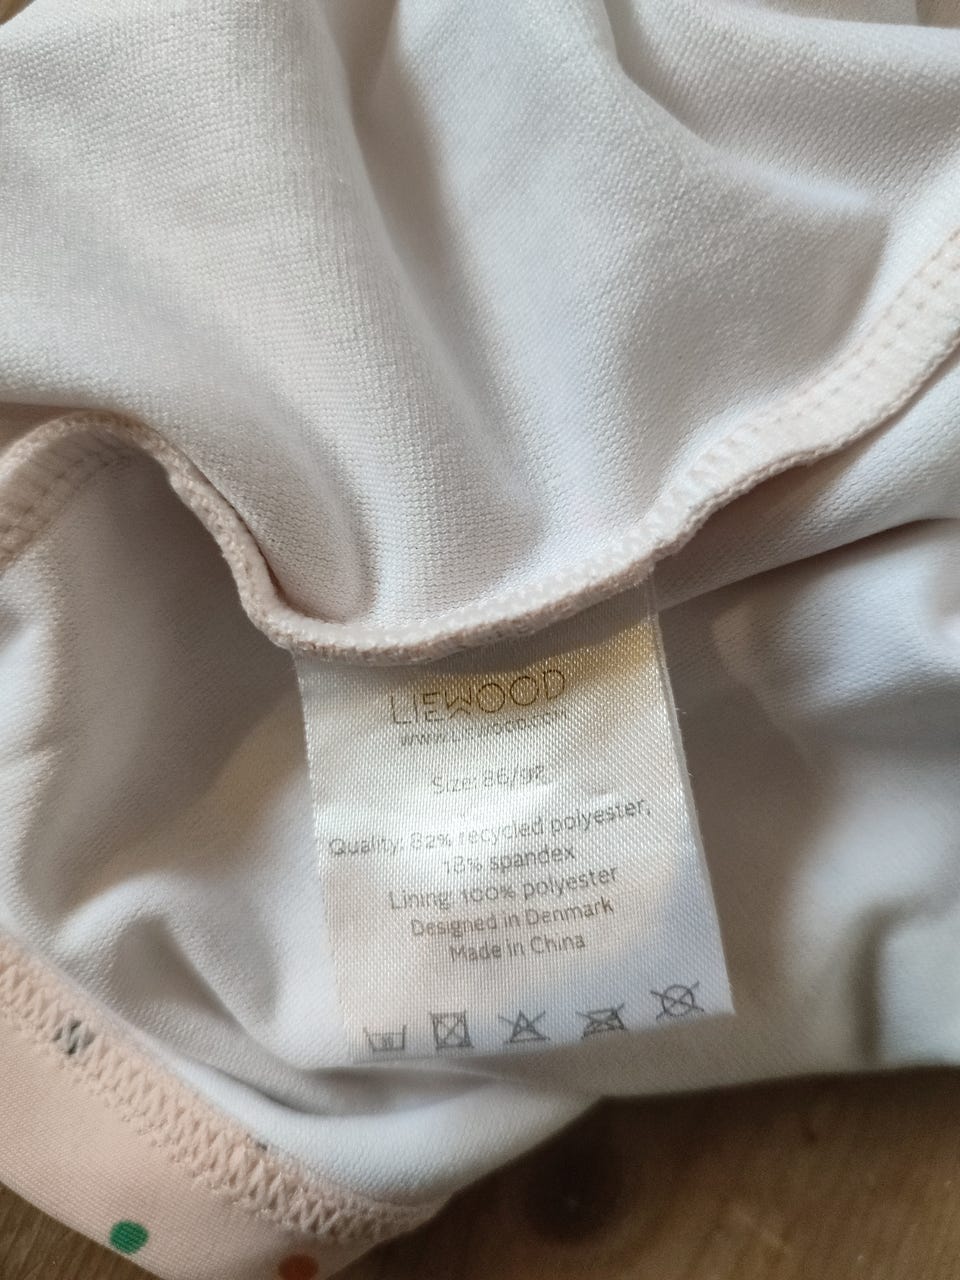 LIEWOOD
www.liewood.com
Size: 86/92
Quality: 82% recycled polyester,
18% spandex
Lining: 100% polyester
Designed in Denmark
Made in China